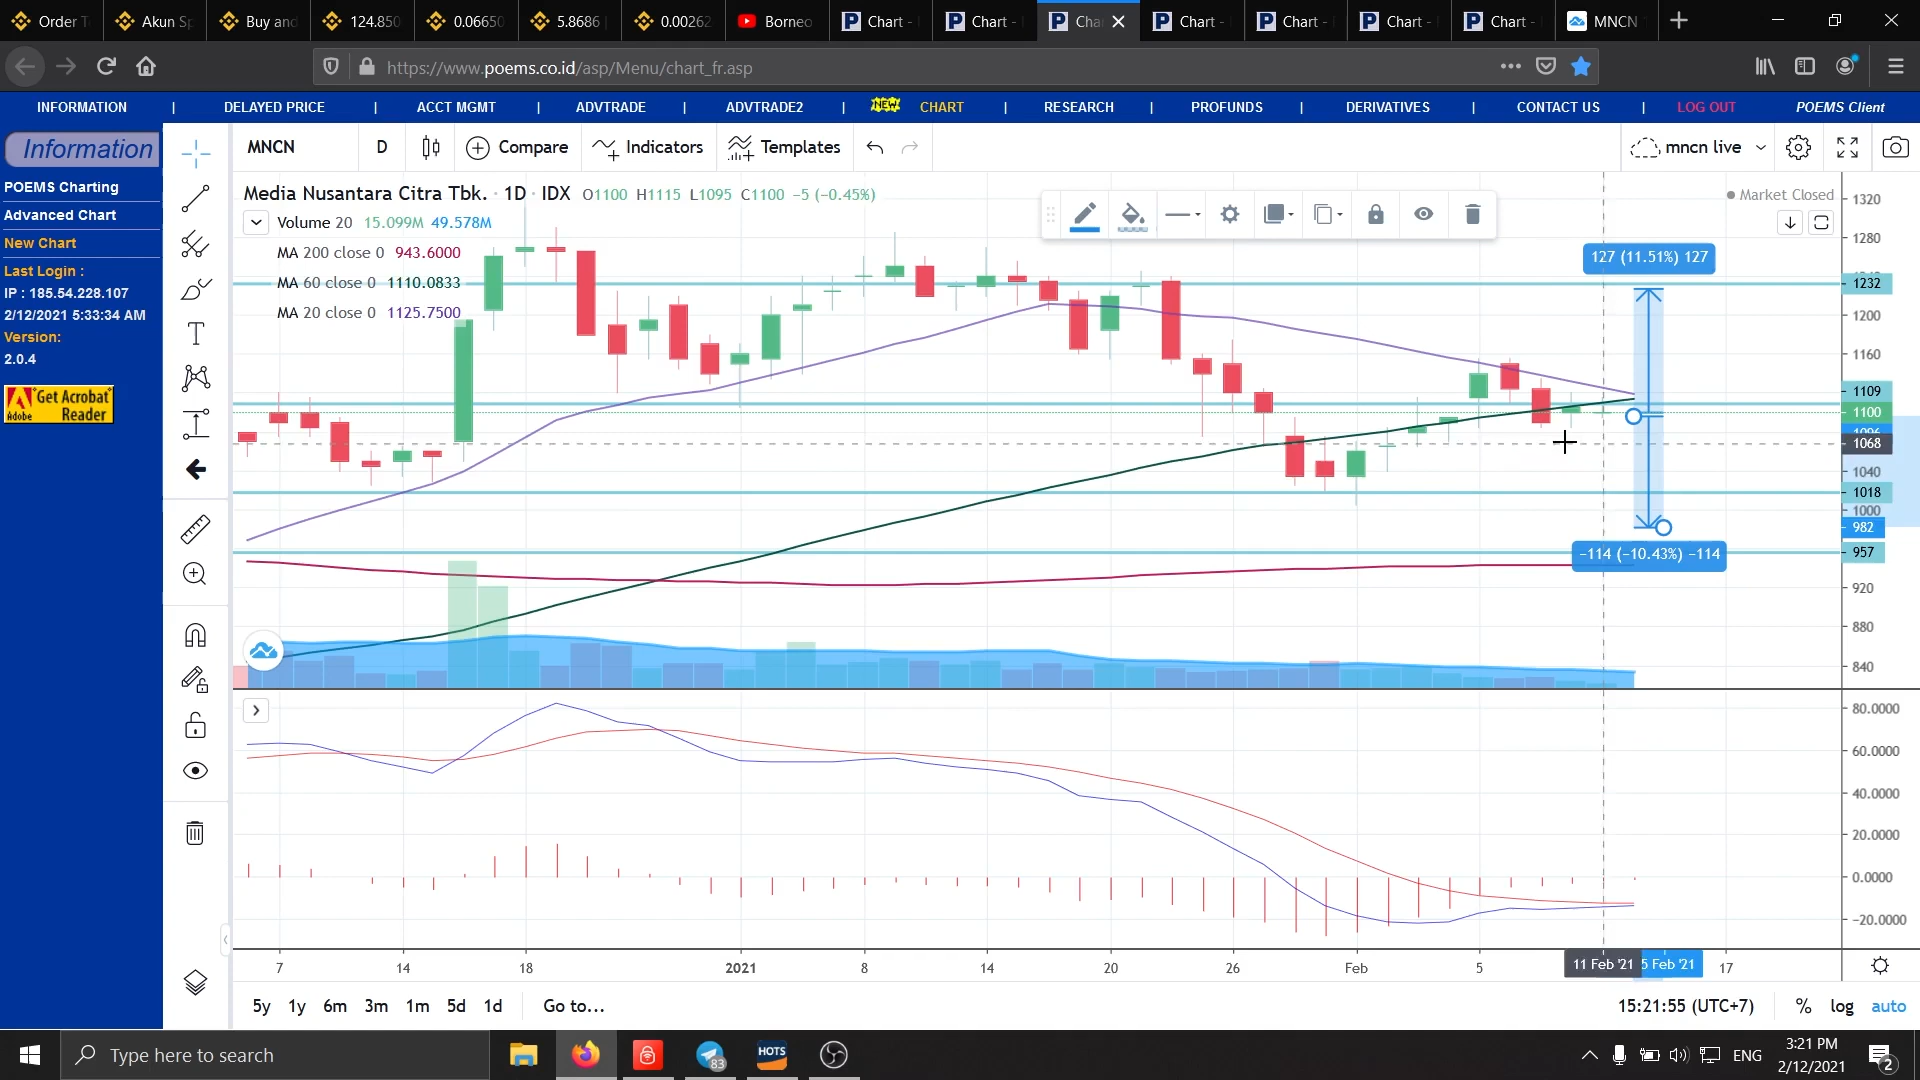 Order T
Akun Sp
Buy and
124.850
0.06650
5.8686
0.00262
Borneo
Chart -
Chart -
Cha
Chart -
Chart -
Chart -
Chart -
MNCN
https://www.poems.co.id/asp/Menu/chart_fr.asp
INFORMATION | DELAYED PRICE | ACCT MGMT | ADVTRADE | ADVTRADE2 | NEW CHART | RESEARCH | PROFUNDS | DERIVATIVES | CONTACT US | LOG OUT POEMS Client
Information
POEMS Charting
Advanced Chart
New Chart
Last Login :
IP : 185.54.228.107
2/12/2021 5:33:34 AM
Version:
2.0.4
Get Acrobat
Reader
Adobe
MNCN D Compare Indicators Templates mncn live
Media Nusantara Citra Tbk. · 1D · IDX O1100 H1115 L1095 C1100 −5 (−0.45%)
Market Closed
Volume 20 15.099M 49.578M
MA 200 close 0 943.6000
MA 60 close 0 1110.0833
MA 20 close 0 1125.7500
127 (11.51%) 127
−114 (−10.43%) −114
1320
1280
1232
1200
1160
1109
1100
1068
1040
1018
1000
982
957
920
880
840
80.0000
60.0000
40.0000
20.0000
0.0000
−20.0000
7 14 18 2021 8 14 20 26 Feb 5 11 Feb '21 5 Feb '21 17
5y 1y 6m 3m 1m 5d 1d Go to... 15:21:55 (UTC+7) % log auto
Type here to search
83
HOTS
ENG
3:21 PM
2/12/2021
2